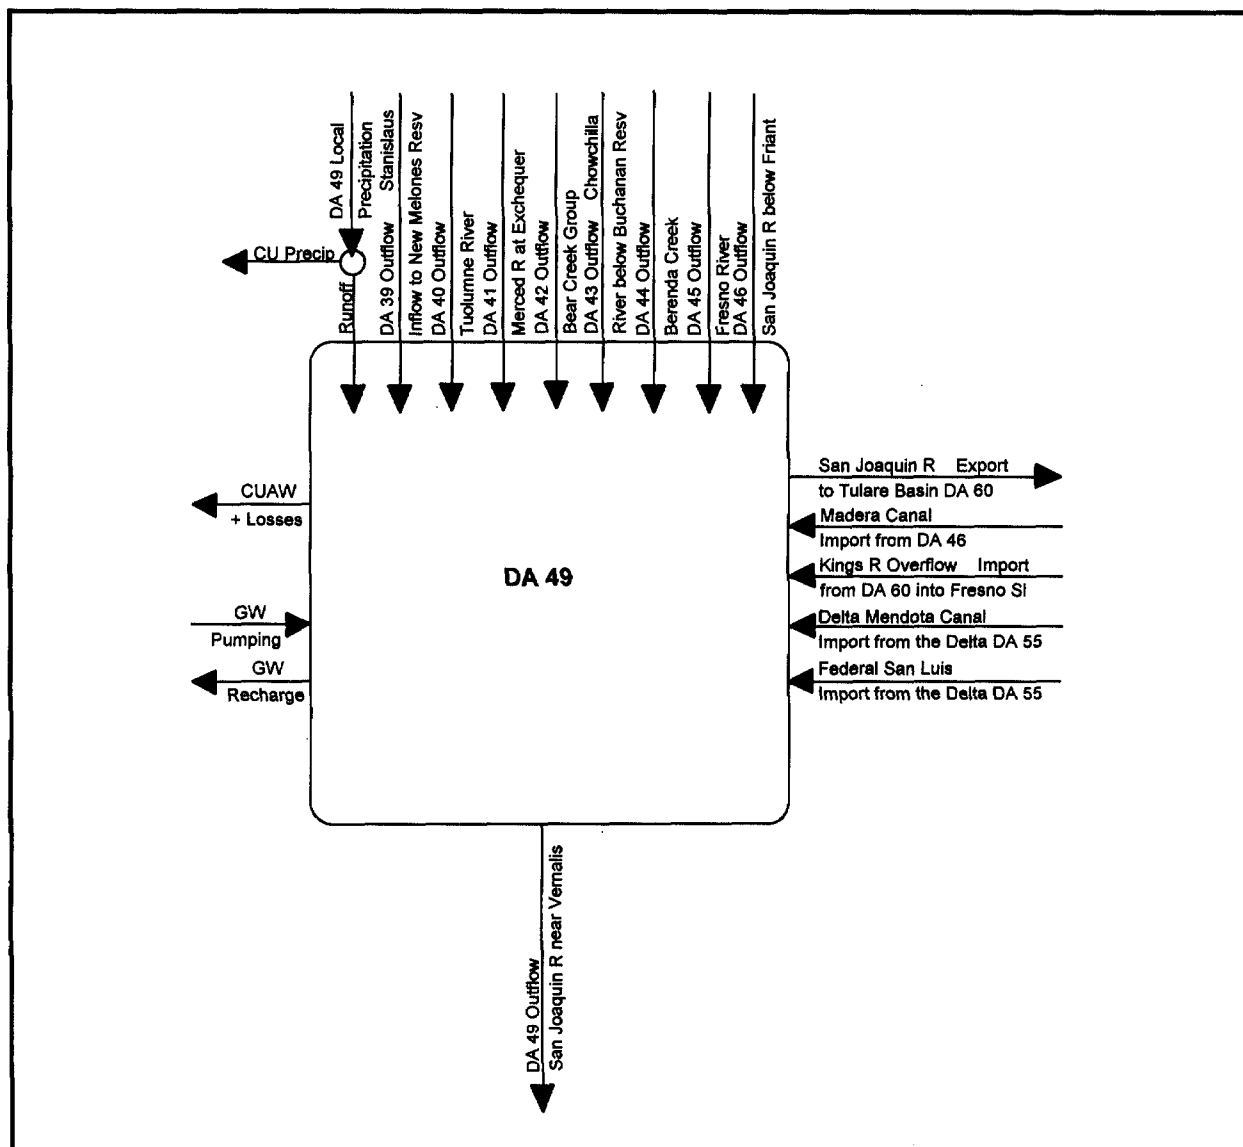 DA 49 Local
Precipitation
CU Precip
Runoff
DA 39 Outflow Stanislaus
Inflow to New Melones Resv
DA 40 Outflow
Tuolumne River
DA 41 Outflow
Merced R at Exchequer
DA 42 Outflow
Bear Creek Group
DA 43 Outflow Chowchilla
River below Buchanan Resv
DA 44 Outflow
Berenda Creek
DA 45 Outflow
Fresno River
DA 46 Outflow
San Joaquin R below Friant
CUAW
+ Losses
GW
Pumping
GW
Recharge
DA 49
San Joaquin R Export
to Tulare Basin DA 60
Madera Canal
Import from DA 46
Kings R Overflow Import
from DA 60 into Fresno Sl
Delta Mendota Canal
Import from the Delta DA 55
Federal San Luis
Import from the Delta DA 55
DA 49 Outflow
San Joaquin R near Vernalis